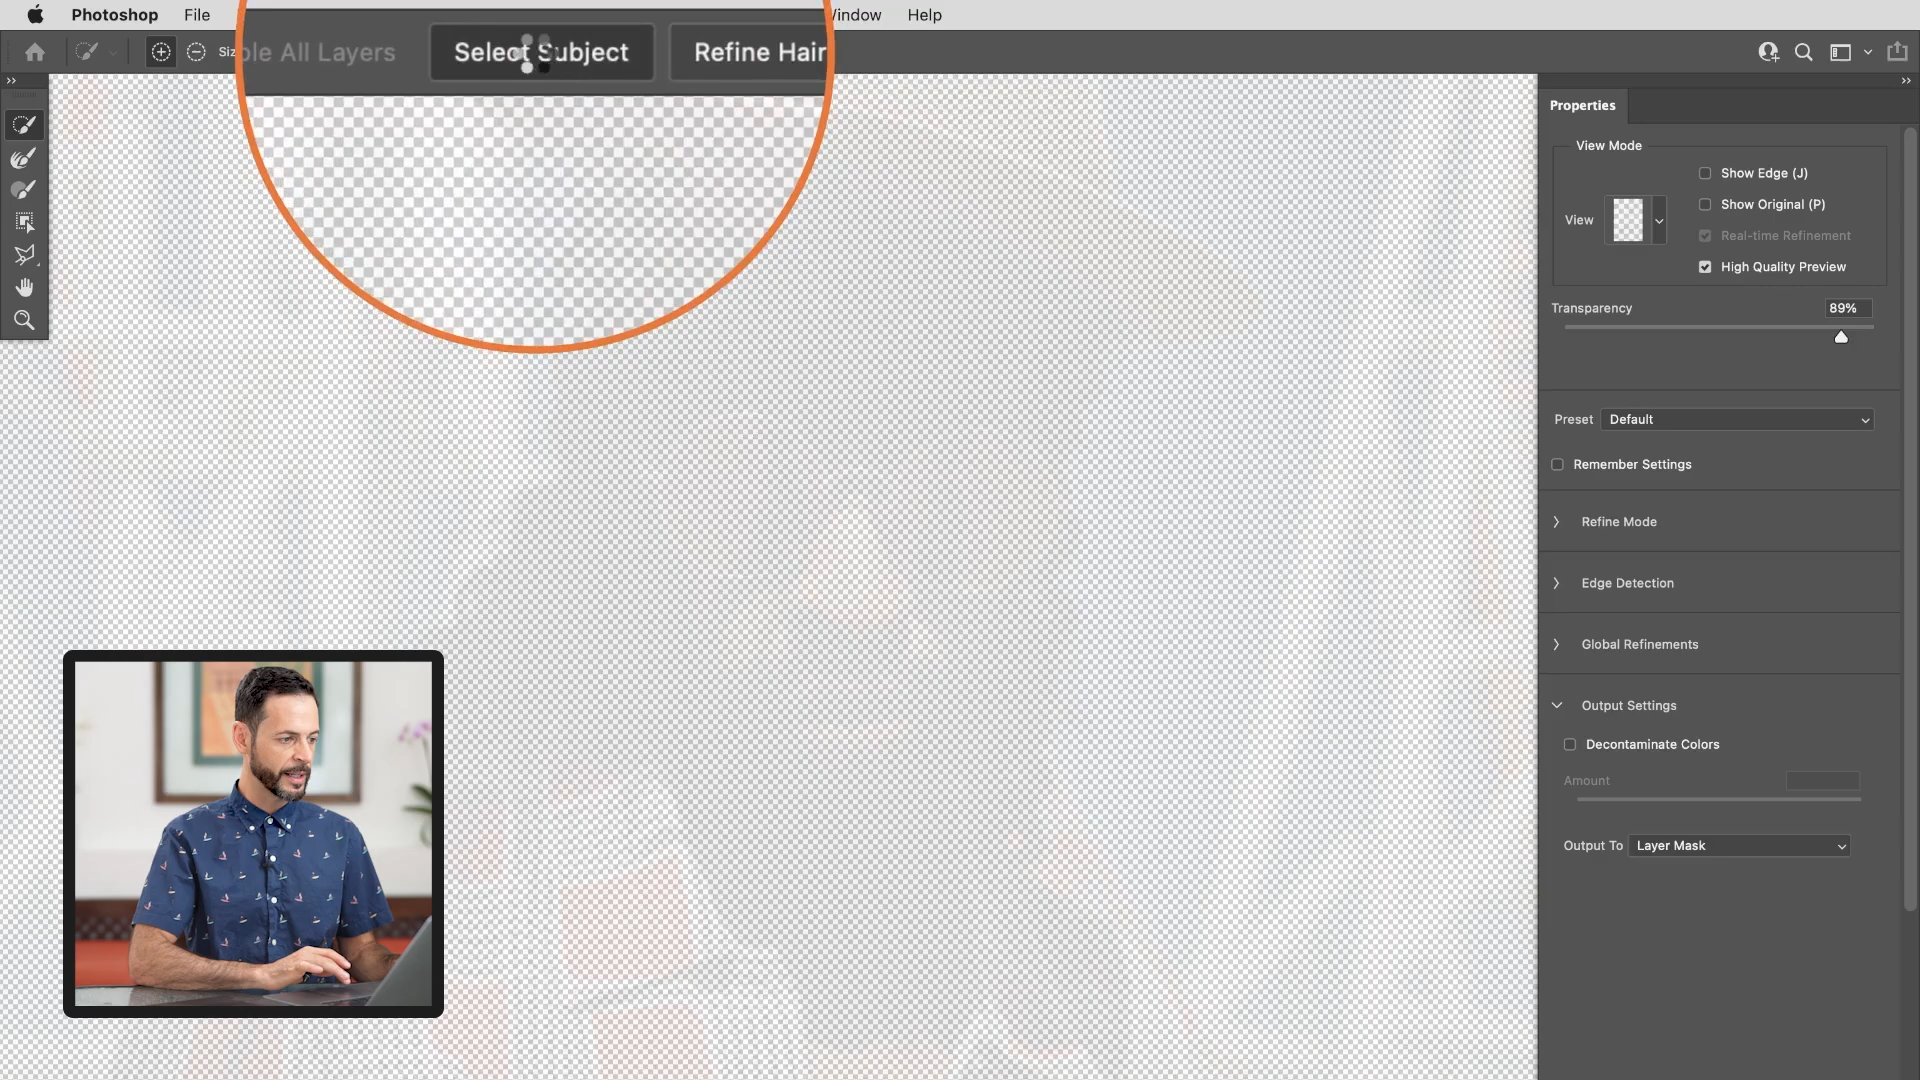 Photoshop File Window Help
Siz ple All Layers Select Subject Refine Hair
Properties
View Mode
Show Edge (J)
View
Show Original (P)
Real-time Refinement
High Quality Preview
Transparency 89%
Preset Default
Remember Settings
Refine Mode
Edge Detection
Global Refinements
Output Settings
Decontaminate Colors
Amount
Output To Layer Mask